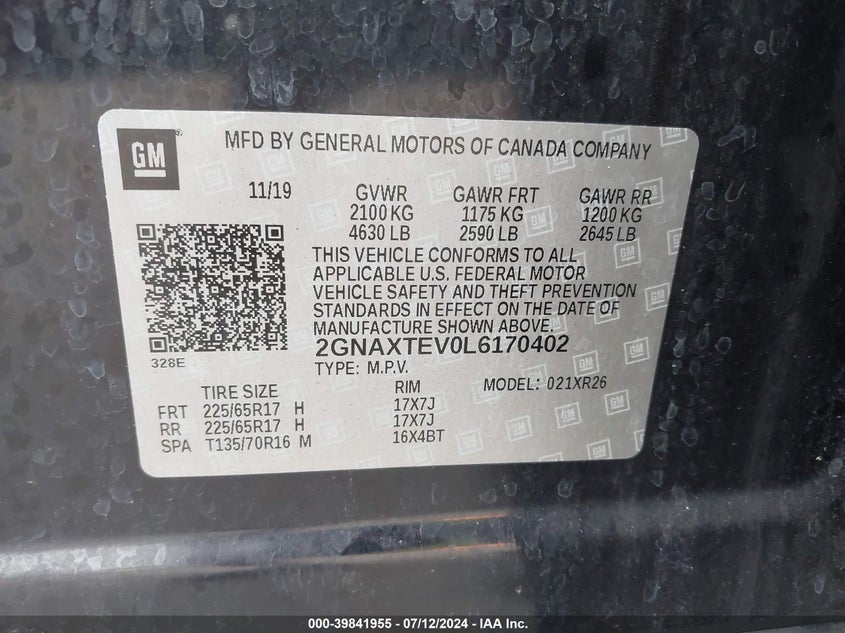 GM
MFD BY GENERAL MOTORS OF CANADA COMPANY
11/19 GVWR GAWR FRT GAWR RR
2100 KG 1175 KG 1200 KG
4630 LB 2590 LB 2645 LB
THIS VEHICLE CONFORMS TO ALL
APPLICABLE U.S. FEDERAL MOTOR
VEHICLE SAFETY AND THEFT PREVENTION
STANDARDS IN EFFECT ON THE DATE OF
MANUFACTURE SHOWN ABOVE.
328E
2GNAXTEV0L6170402
TYPE: M.P.V. MODEL: 021XR26
TIRE SIZE RIM
FRT 225/65R17 H 17X7J
RR 225/65R17 H 17X7J
SPA T135/70R16 M 16X4BT
000-39841955 - 07/12/2024 - IAA Inc.